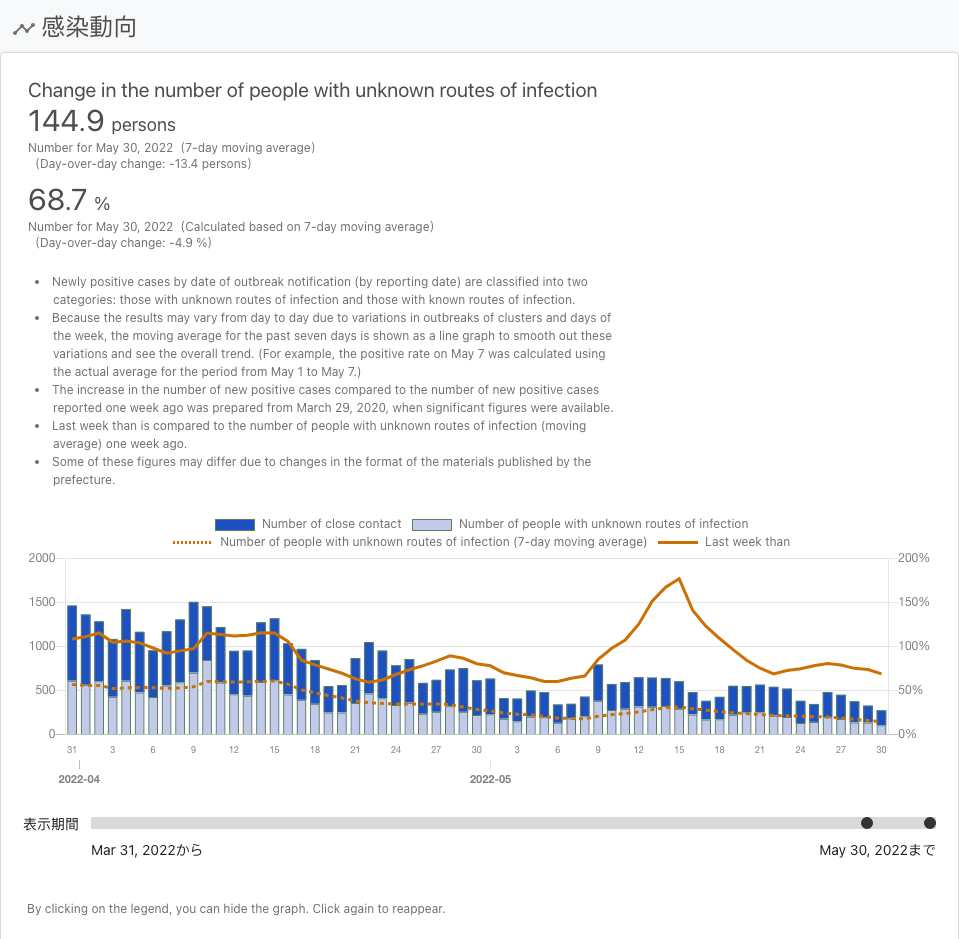 感染動向
Change in the number of people with unknown routes of infection
144.9 persons
Number for May 30, 2022 (7-day moving average)
(Day-over-day change: -13.4 persons)
68.7 %
Number for May 30, 2022 (Calculated based on 7-day moving average)
(Day-over-day change: -4.9 %)
• Newly positive cases by date of outbreak notification (by reporting date) are classified into two
categories: those with unknown routes of infection and those with known routes of infection.
• Because the results may vary from day to day due to variations in outbreaks of clusters and days of
the week, the moving average for the past seven days is shown as a line graph to smooth out these
variations and see the overall trend. (For example, the positive rate on May 7 was calculated using
the actual average for the period from May 1 to May 7.)
• The increase in the number of new positive cases compared to the number of new positive cases
reported one week ago was prepared from March 29, 2020, when significant figures were available.
• Last week than is compared to the number of people with unknown routes of infection (moving
average) one week ago.
• Some of these figures may differ due to changes in the format of the materials published by the
prefecture.
Number of close contact Number of people with unknown routes of infection
Number of people with unknown routes of infection (7-day moving average) Last week than
2000 200%
1500 150%
1000 100%
500 50%
0 0%
31 3 6 9 12 15 18 21 24 27 30 3 6 9 12 15 18 21 24 27 30
2022-04 2022-05
表示期間
Mar 31, 2022から May 30, 2022まで
By clicking on the legend, you can hide the graph. Click again to reappear.